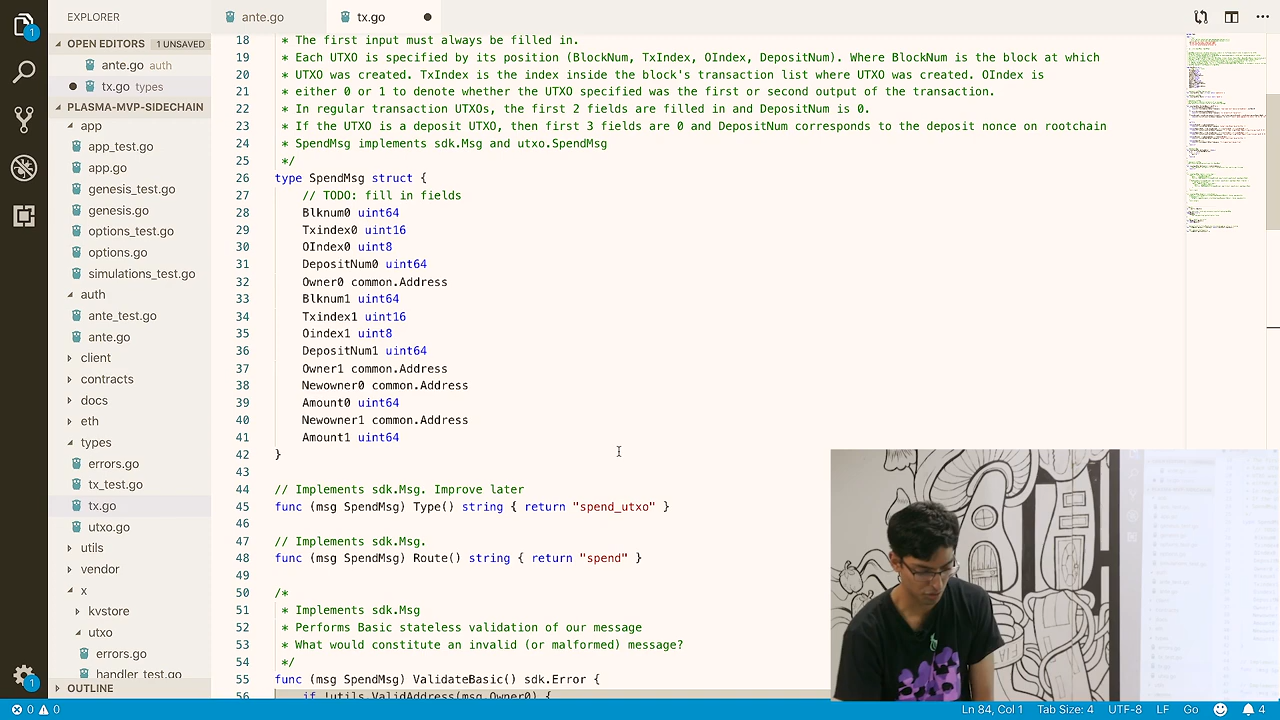 EXPLORER
OPEN EDITORS 1 UNSAVED
ante.go auth
tx.go types
PLASMA-MVP-SIDECHAIN
app
app_test.go
app.go
genesis_test.go
genesis.go
options_test.go
options.go
simulations_test.go
auth
ante_test.go
ante.go
client
contracts
docs
eth
types
errors.go
tx_test.go
tx.go
utxo.go
utils
vendor
x
kvstore
utxo
errors.go
handler_test.go
OUTLINE
1
1
ante.go
tx.go
18 * The first input must always be filled in.
19 * Each UTXO is specified by its position (BlockNum, TxIndex, OIndex, DepositNum). Where BlockNum is the block at which
20 * UTXO was created. TxIndex is the index inside the block's transaction list where UTXO was created. OIndex is
21 * either 0 or 1 to denote whether the UTXO specified was the first or second output of the transaction.
22 * In regular transaction UTXOs, the first 2 fields are filled in and DepositNum is 0
23 * If the UTXO is a deposit UTXO, the first 3 fields are 0 and DepositNum corresponds to the deposit nonce on rootchain
24 * SpendMsg implements sdk.Msg and utxo.SpendMsg
25 */
26 type SpendMsg struct {
27 // TODO: Fill in fields
28 Blknum0 uint64
29 Txindex0 uint16
30 OIndex0 uint8
31 DepositNum0 uint64
32 Owner0 common.Address
33 Blknum1 uint64
34 Txindex1 uint16
35 Oindex1 uint8
36 DepositNum1 uint64
37 Owner1 common.Address
38 Newowner0 common.Address
39 Amount0 uint64
40 Newowner1 common.Address
41 Amount1 uint64
42 }
43
44 // Implements sdk.Msg. Improve later
45 func (msg SpendMsg) Type() string { return "spend_utxo" }
46
47 // Implements sdk.Msg.
48 func (msg SpendMsg) Route() string { return "spend" }
49
50 /*
51 * Implements sdk.Msg
52 * Performs Basic stateless validation on our message
53 * What would constitute an invalid (or malformed) message?
54 */
55 func (msg SpendMsg) ValidateBasic() sdk.Error {
56 if !utils.ValidAddress(msg.Owner0) {
0 0 Ln 84, Col 1 Tab Size: 4 UTF-8 LF Go 4